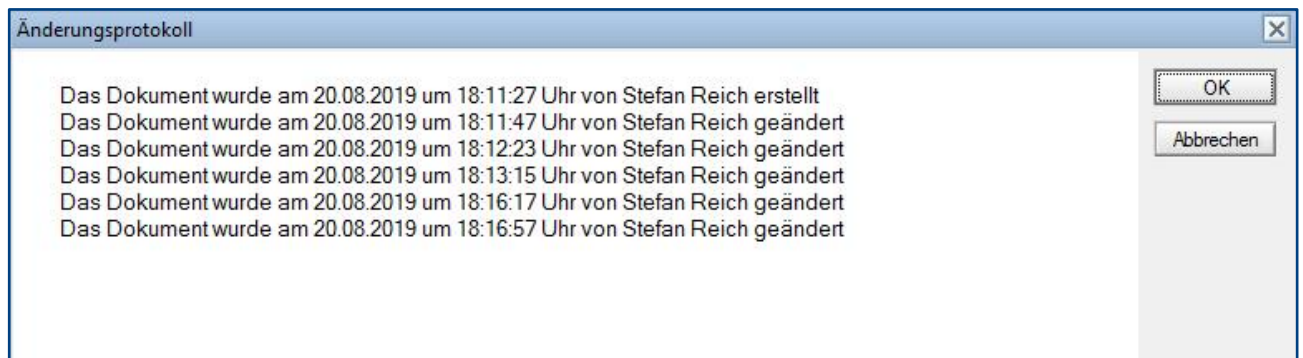 Änderungsprotokoll
Das Dokument wurde am 20.08.2019 um 18:11:27 Uhr von Stefan Reich erstellt
Das Dokument wurde am 20.08.2019 um 18:11:47 Uhr von Stefan Reich geändert
Das Dokument wurde am 20.08.2019 um 18:12:23 Uhr von Stefan Reich geändert
Das Dokument wurde am 20.08.2019 um 18:13:15 Uhr von Stefan Reich geändert
Das Dokument wurde am 20.08.2019 um 18:16:17 Uhr von Stefan Reich geändert
Das Dokument wurde am 20.08.2019 um 18:16:57 Uhr von Stefan Reich geändert
OK
Abbrechen